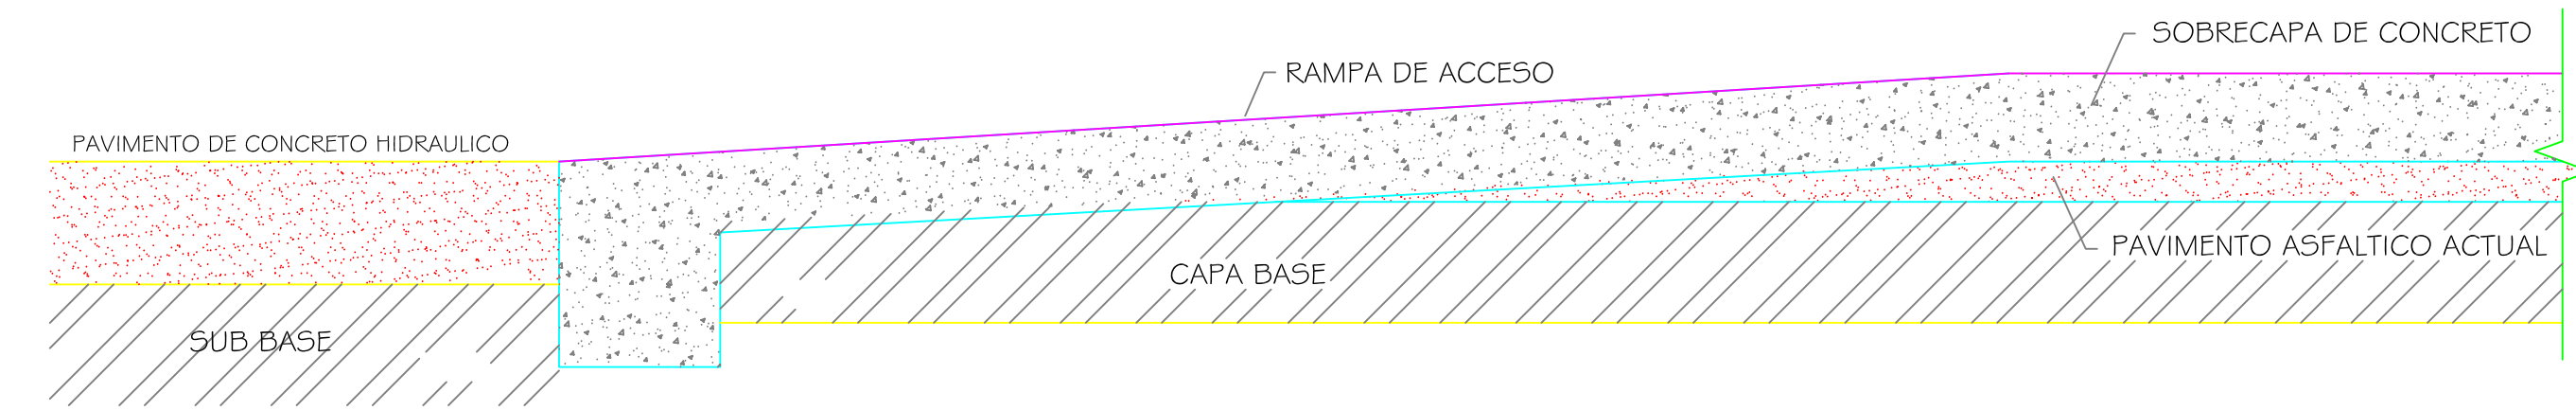 SOBRECAPA DE CONCRETO
RAMPA DE ACCESO
PAVIMENTO DE CONCRETO HIDRAULICO
PAVIMENTO ASFALTICO ACTUAL
CAPA BASE
SUB BASE